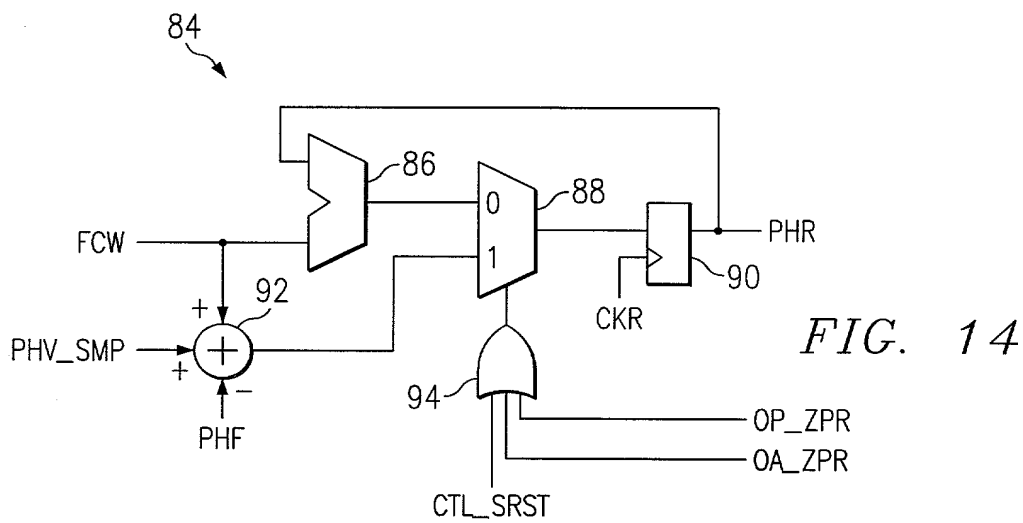 84
86
88
0
FCW
PHR
1
90
92
+
CKR
PHV_SMP
+
+
FIG. 14
−
94
PHF
OP_ZPR
OA_ZPR
CTL_SRST